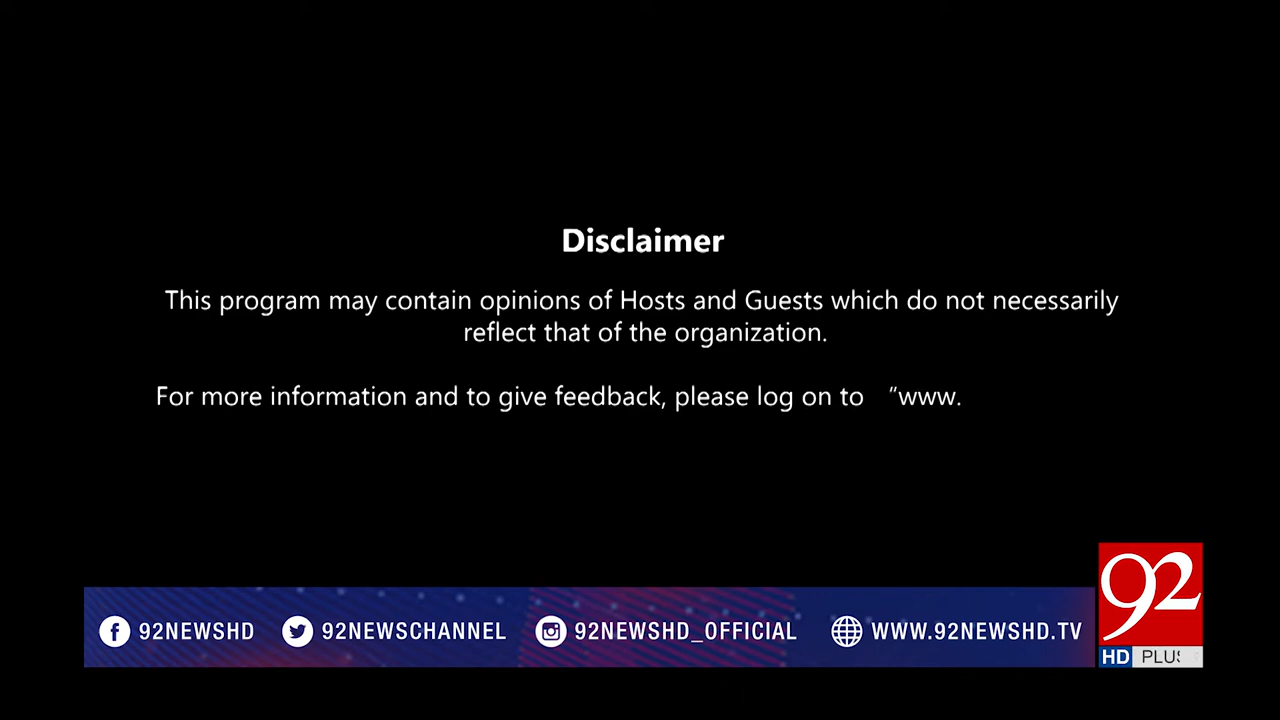 Disclaimer
This program may contain opinions of Hosts and Guests which do not necessarily
reflect that of the organization.
For more information and to give feedback, please log on to “www.
92NEWSHD
92NEWSCHANNEL
92NEWSHD_OFFICIAL
WWW.92NEWSHD.TV
92
HD PLUS